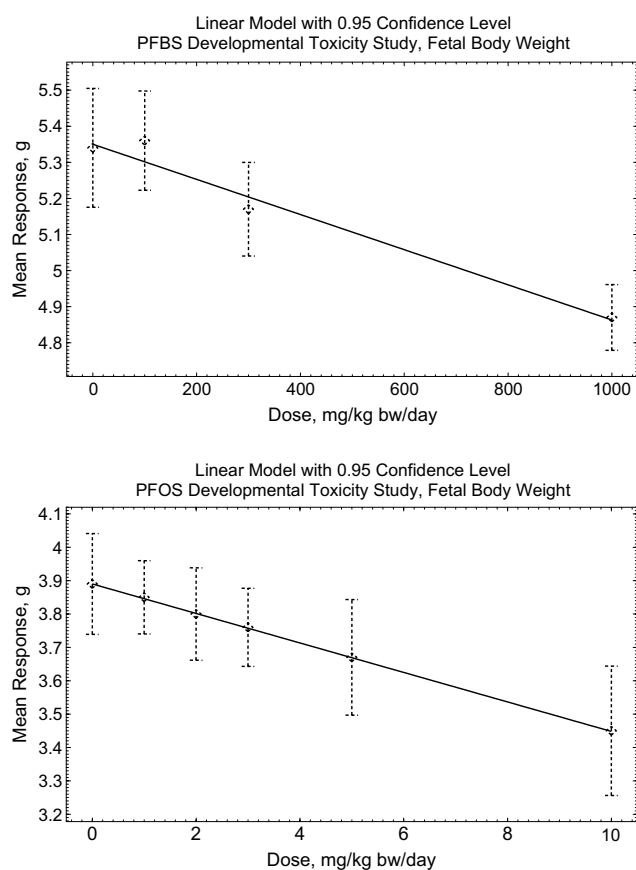 Linear Model with 0.95 Confidence Level
PFBS Developmental Toxicity Study, Fetal Body Weight
Mean Response, g
5.5
5.4
5.3
5.2
5.1
5
4.9
4.8
0 200 400 600 800 1000
Dose, mg/kg bw/day
Linear Model with 0.95 Confidence Level
PFOS Developmental Toxicity Study, Fetal Body Weight
Mean Response, g
4.1
4
3.9
3.8
3.7
3.6
3.5
3.4
3.3
3.2
0 2 4 6 8 10
Dose, mg/kg bw/day